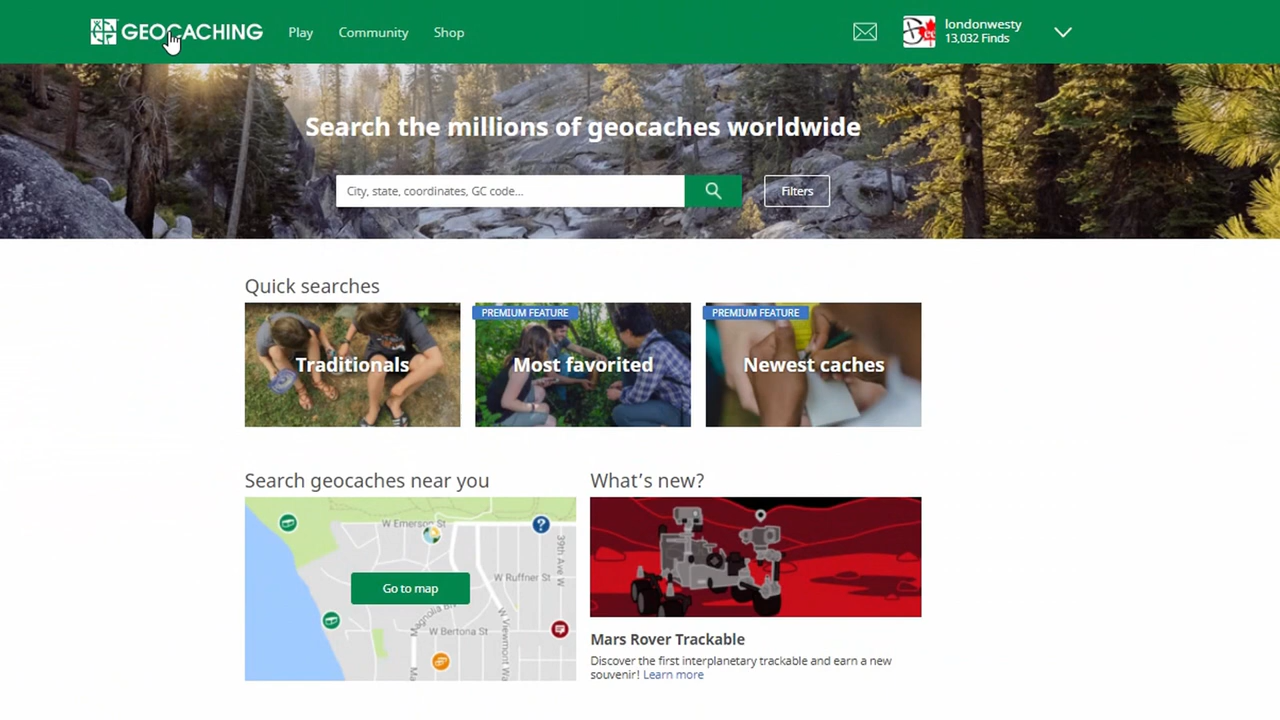 GEOCACHING
Play
Community
Shop
londonwesty
13,032 Finds
Search the millions of geocaches worldwide
City, state, coordinates, GC code...
Filters
Quick searches
Traditionals
PREMIUM FEATURE
Most favorited
PREMIUM FEATURE
Newest caches
Search geocaches near you
W Emerson St
39th Ave W
W Ruffner St
Go to map
Magnolia Blv
W Bertona St
W Viewmont Wa
Ma
What's new?
Mars Rover Trackable
Discover the first interplanetary trackable and earn a new
souvenir! Learn more